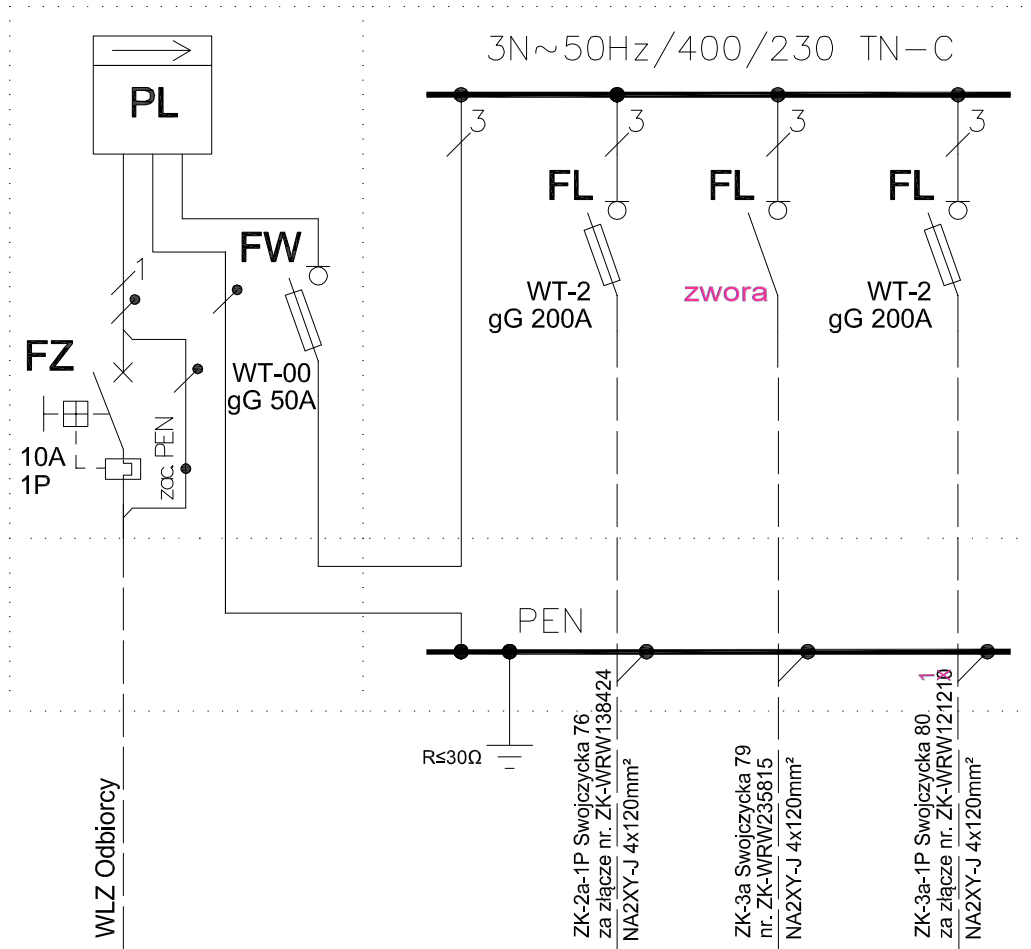 3N~50Hz/400/230 TN-C
PL
3
3
3
3
FL
FL
FL
FW
1
WT-2
gG 200A
zwora
WT-2
gG 200A
FZ
WT-00
gG 50A
10A
1P
zac. PEN
PEN
R≤30Ω
WLZ Odbiorcy
ZK-2a-1P Swojczycka 76
za złącze nr. ZK-WRW138424
NA2XY-J 4x120mm²
ZK-3a Swojczycka 79
nr. ZK-WRW235815
NA2XY-J 4x120mm²
ZK-3a-1P Swojczycka 80
za złącze nr.
NA2XY-J 4x120mm²